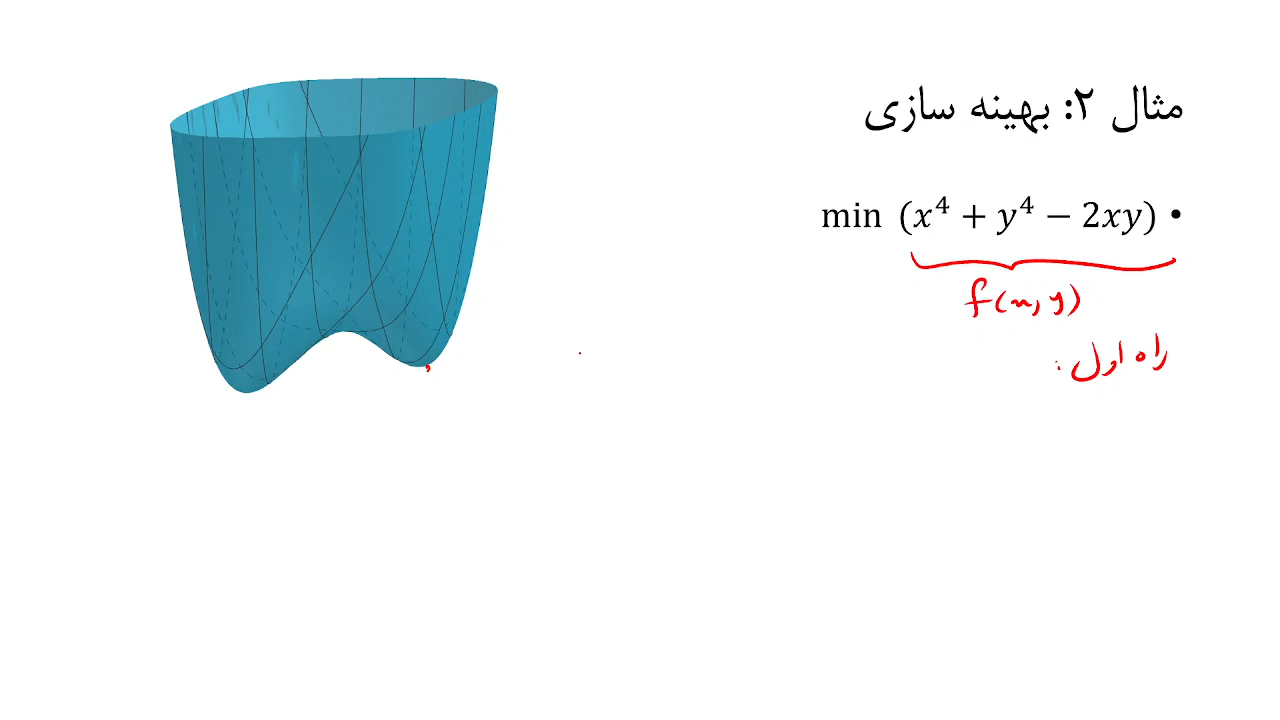 مثال ۲: بهینه سازی
• min (x⁴ + y⁴ − 2xy)
f(x, y)
راه اول: